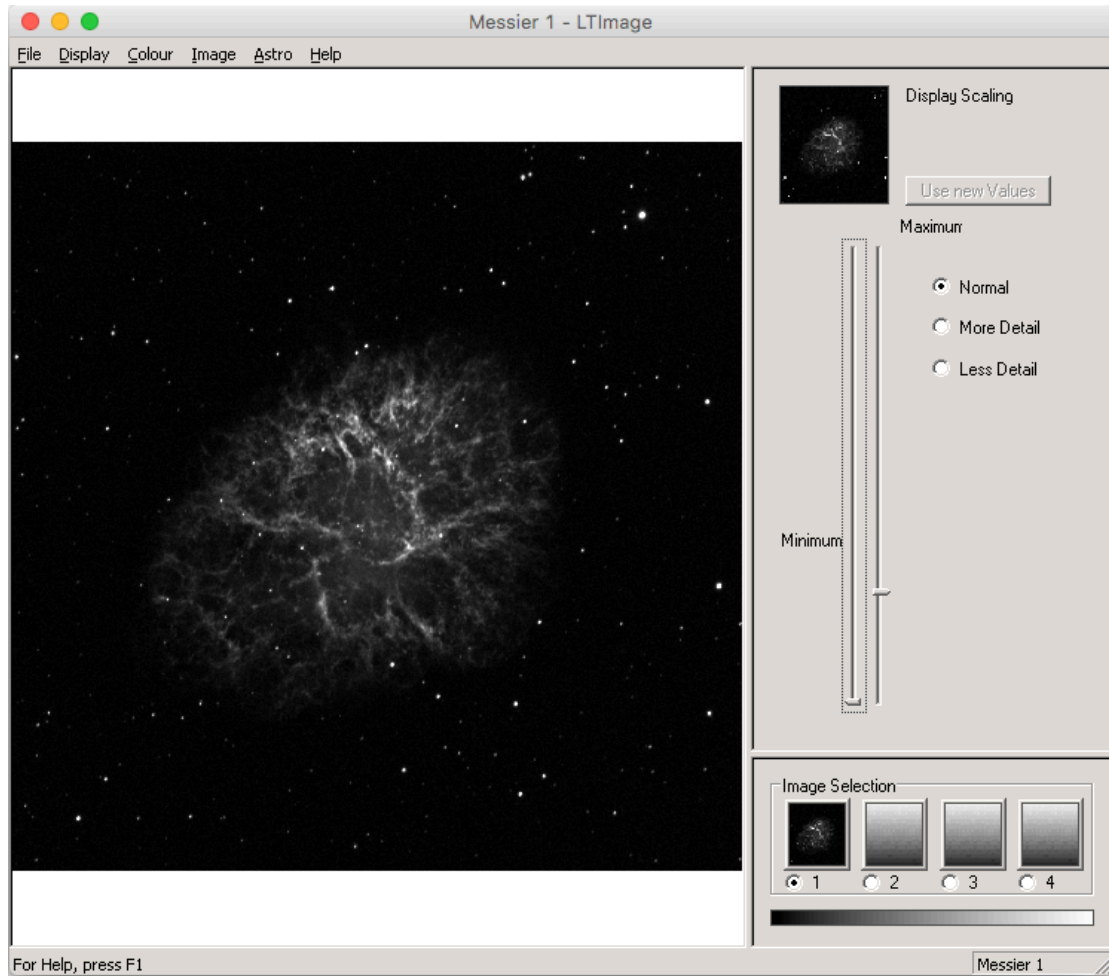 Messier 1 - LTImage
File Display Colour Image Astro Help
Display Scaling
Use new Values
Maximum
Normal
More Detail
Less Detail
Minimum
Image Selection
1 2 3 4
For Help, press F1
Messier 1